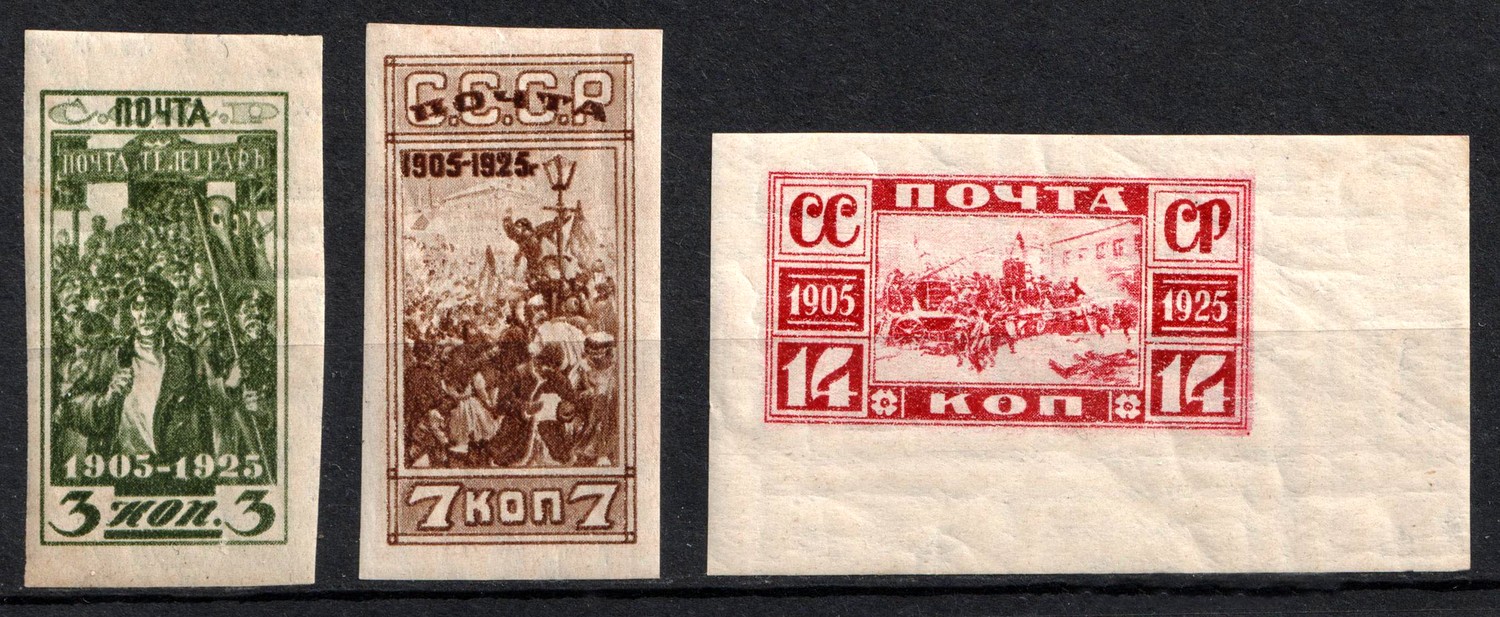 С.С.С.Р
ПОЧТА
ПОЧТА ТЕЛЕГРАФЪ
1905-1925
3 коп. 3
С.С.С.Р
ПОЧТА
1905-1925г
7 КОП 7
СС ПОЧТА СР
1905 1925
14 КОП 14